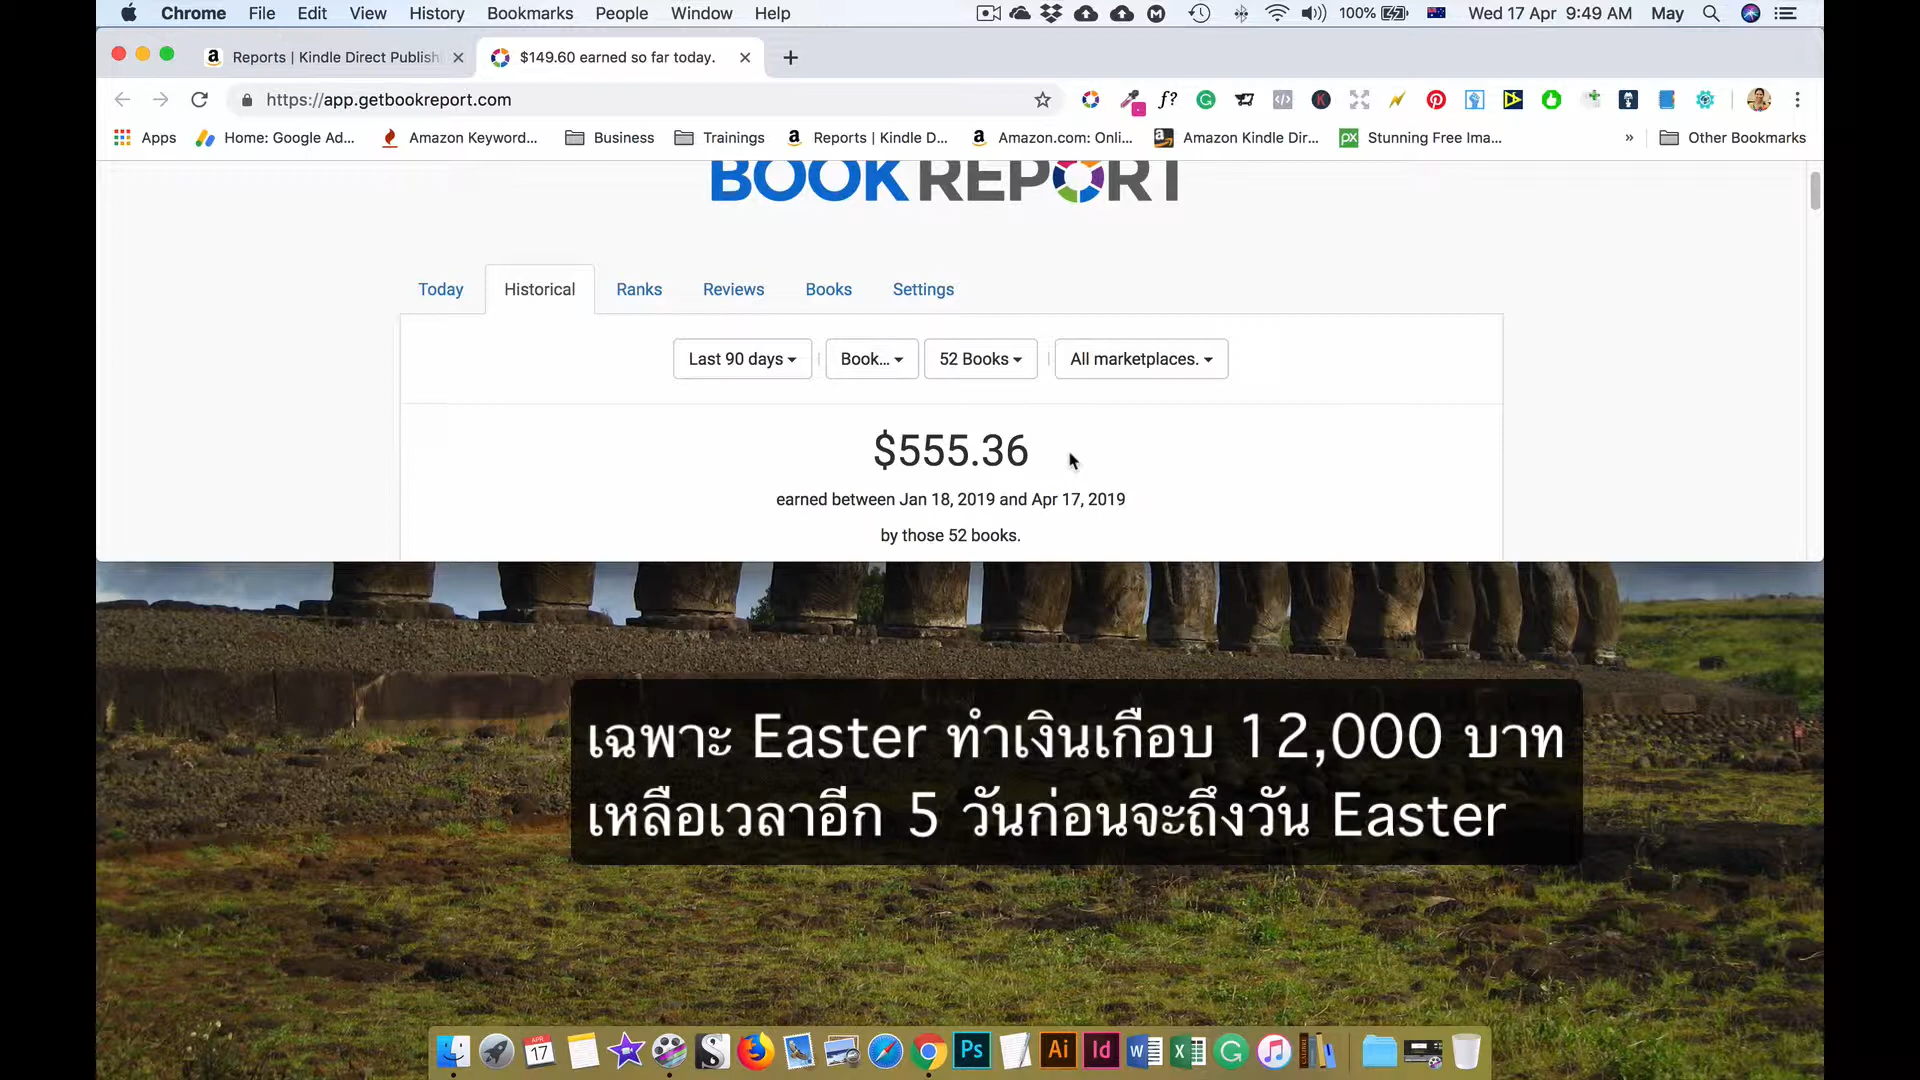 Chrome File Edit View History Bookmarks People Window Help 100% Wed 17 Apr 9:49 AM May
Reports | Kindle Direct Publishi
$149.60 earned so far today.
https://app.getbookreport.com
Apps Home: Google Ad... Amazon Keyword... Business Trainings Reports | Kindle D... Amazon.com: Onli... Amazon Kindle Dir... Stunning Free Ima... » Other Bookmarks
BOOK REPORT
Today Historical Ranks Reviews Books Settings
Last 90 days Book... 52 Books All marketplaces.
$555.36
earned between Jan 18, 2019 and Apr 17, 2019
by those 52 books.
เฉพาะ Easter ทำเงินเกือบ 12,000 บาท
เหลือเวลาอีก 5 วันก่อนจะถึงวัน Easter
APR
17
Ps Ai Id